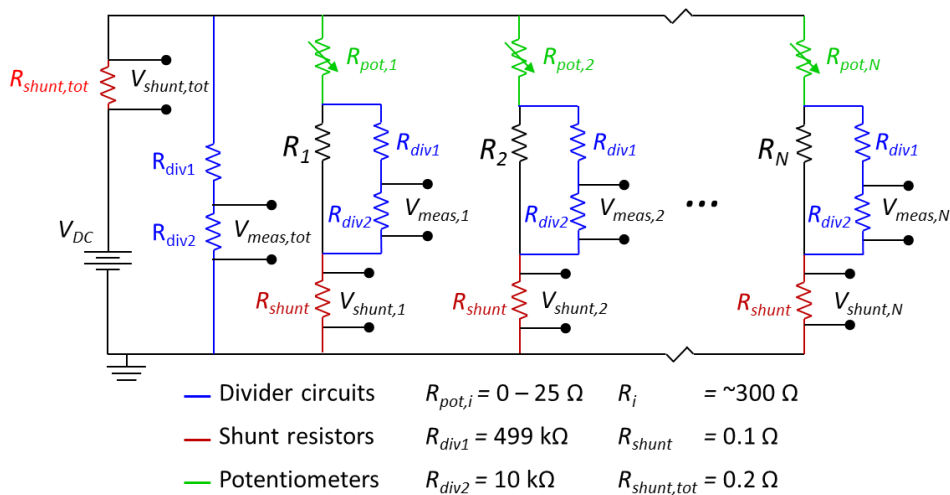 R_pot,1
R_pot,2
R_pot,N
R_shunt,tot
V_shunt,tot
R_1
R_div1
R_2
R_div1
R_N
R_div1
R_div1
R_div2
V_meas,1
R_div2
V_meas,2
...
R_div2
V_meas,N
V_DC
R_div2
V_meas,tot
R_shunt
V_shunt,1
R_shunt
V_shunt,2
R_shunt
V_shunt,N
Divider circuits R_pot,i = 0 – 25 Ω R_i = ~300 Ω
Shunt resistors R_div1 = 499 kΩ R_shunt = 0.1 Ω
Potentiometers R_div2 = 10 kΩ R_shunt,tot = 0.2 Ω